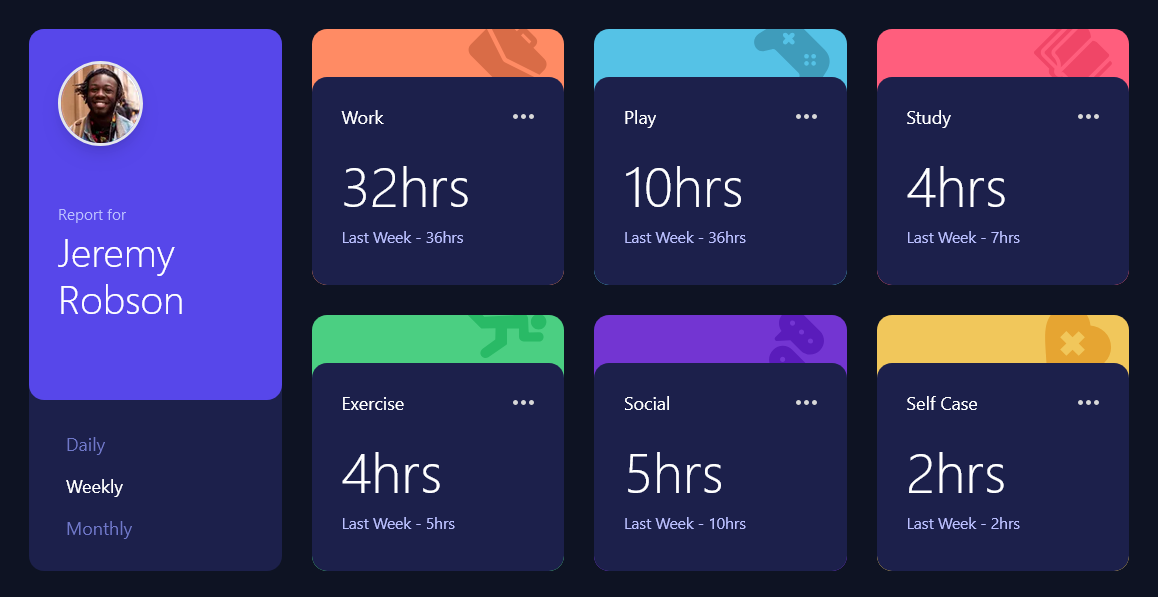 Report for
Jeremy
Robson
Daily
Weekly
Monthly
Work
32hrs
Last Week - 36hrs
Play
10hrs
Last Week - 36hrs
Study
4hrs
Last Week - 7hrs
Exercise
4hrs
Last Week - 5hrs
Social
5hrs
Last Week - 10hrs
Self Case
2hrs
Last Week - 2hrs